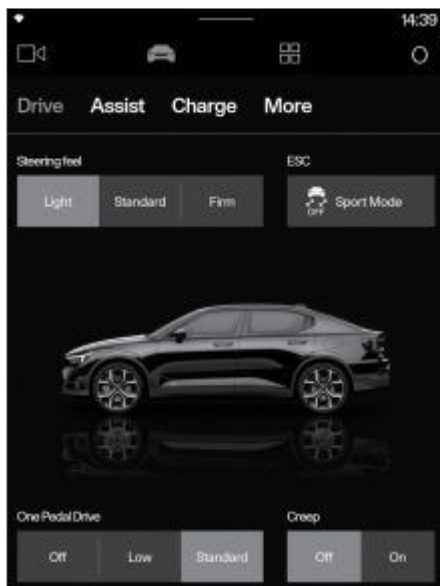 14:39
Drive Assist Charge More
Steering feel ESC
Light Standard Firm OFF Sport Mode
One Pedal Drive Creep
Off Low Standard Off On